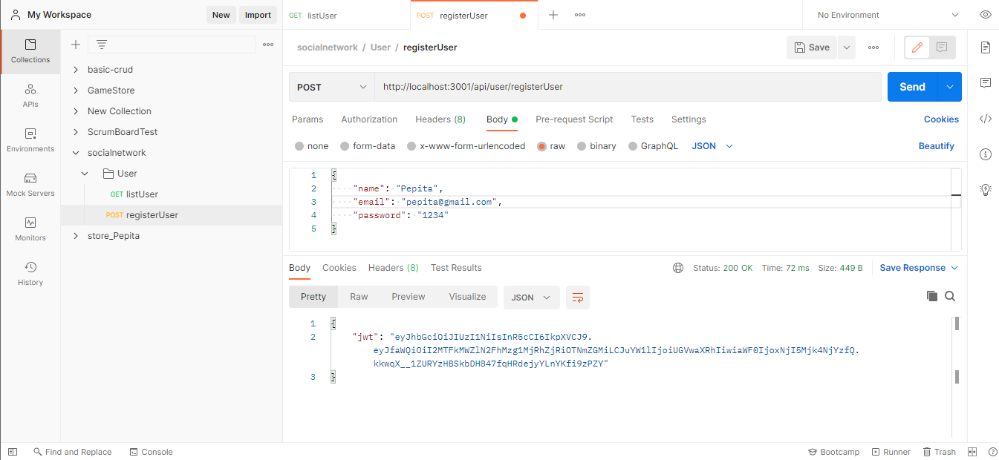 My Workspace
New
Import
GET listUser
POST registerUser
No Environment
Collections
APIs
Environments
Mock Servers
Monitors
History
basic-crud
GameStore
New Collection
ScrumBoardTest
socialnetwork
User
GET listUser
POST registerUser
store_Pepita
socialnetwork / User / registerUser
Save
POST
http://localhost:3001/api/user/registerUser
Send
Params Authorization Headers (8) Body Pre-request Script Tests Settings Cookies
none form-data x-www-form-urlencoded raw binary GraphQL JSON Beautify
1 {
2 "name": "Pepita",
3 "email": "pepita@gmail.com",
4 "password": "1234"
5 }
Body Cookies Headers (8) Test Results Status: 200 OK Time: 72 ms Size: 449 B Save Response
Pretty Raw Preview Visualize JSON
1 {
2 "jwt": "eyJhbGciOiJIUzI1NiIsInR5cCI6IkpXVCJ9.
eyJfaWQiOiI2MTFkMWZlN2FhMzg1MjRhZjRiOTNmZGMiLCJuYW1lIjoiUGVwaXRhIiwiaWF0IjoxNjI5Mjk4NjYzfQ.
kkwqX__1ZURYzHBSkbDH847fqHRdejyYLnYKfi9zPZY"
3 }
Find and Replace Console Bootcamp Runner Trash